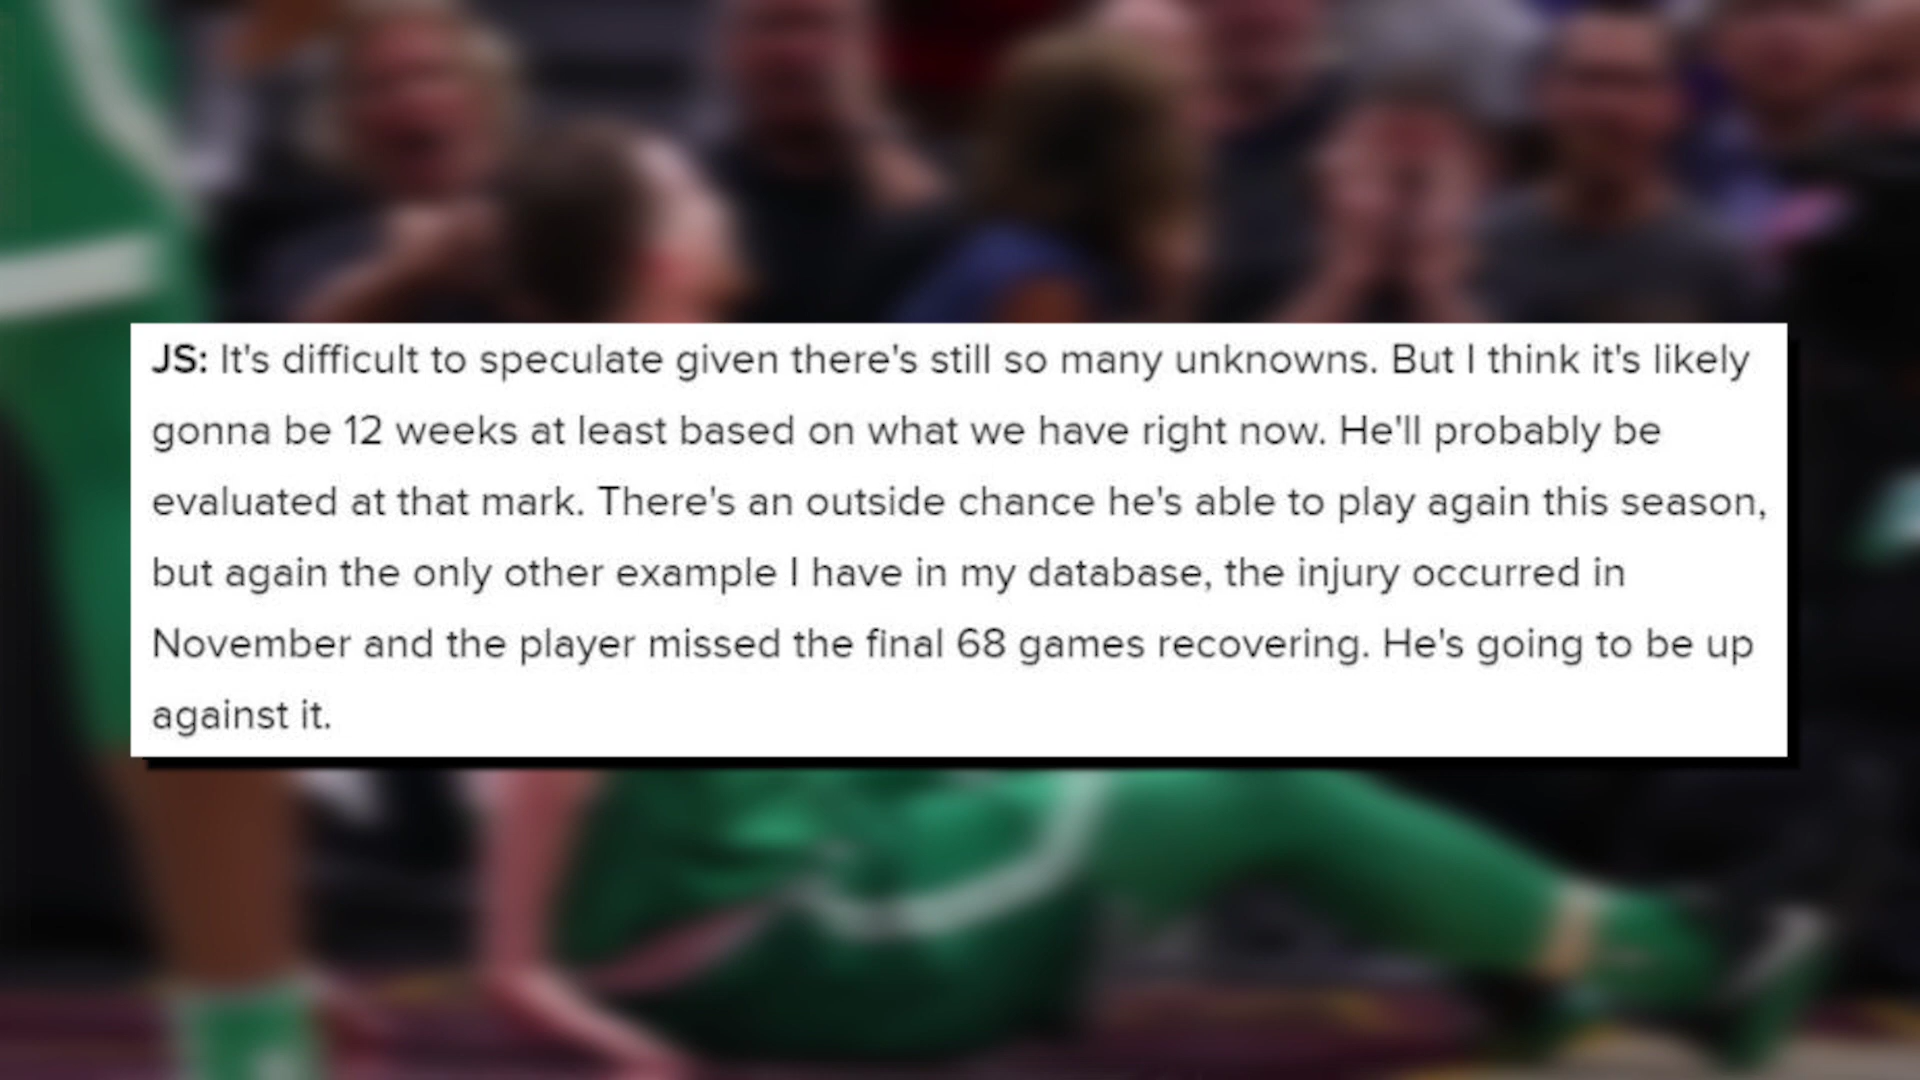 JS: It's difficult to speculate given there's still so many unknowns. But I think it's likely
gonna be 12 weeks at least based on what we have right now. He'll probably be
evaluated at that mark. There's an outside chance he's able to play again this season,
but again the only other example I have in my database, the injury occurred in
November and the player missed the final 68 games recovering. He's going to be up
against it.